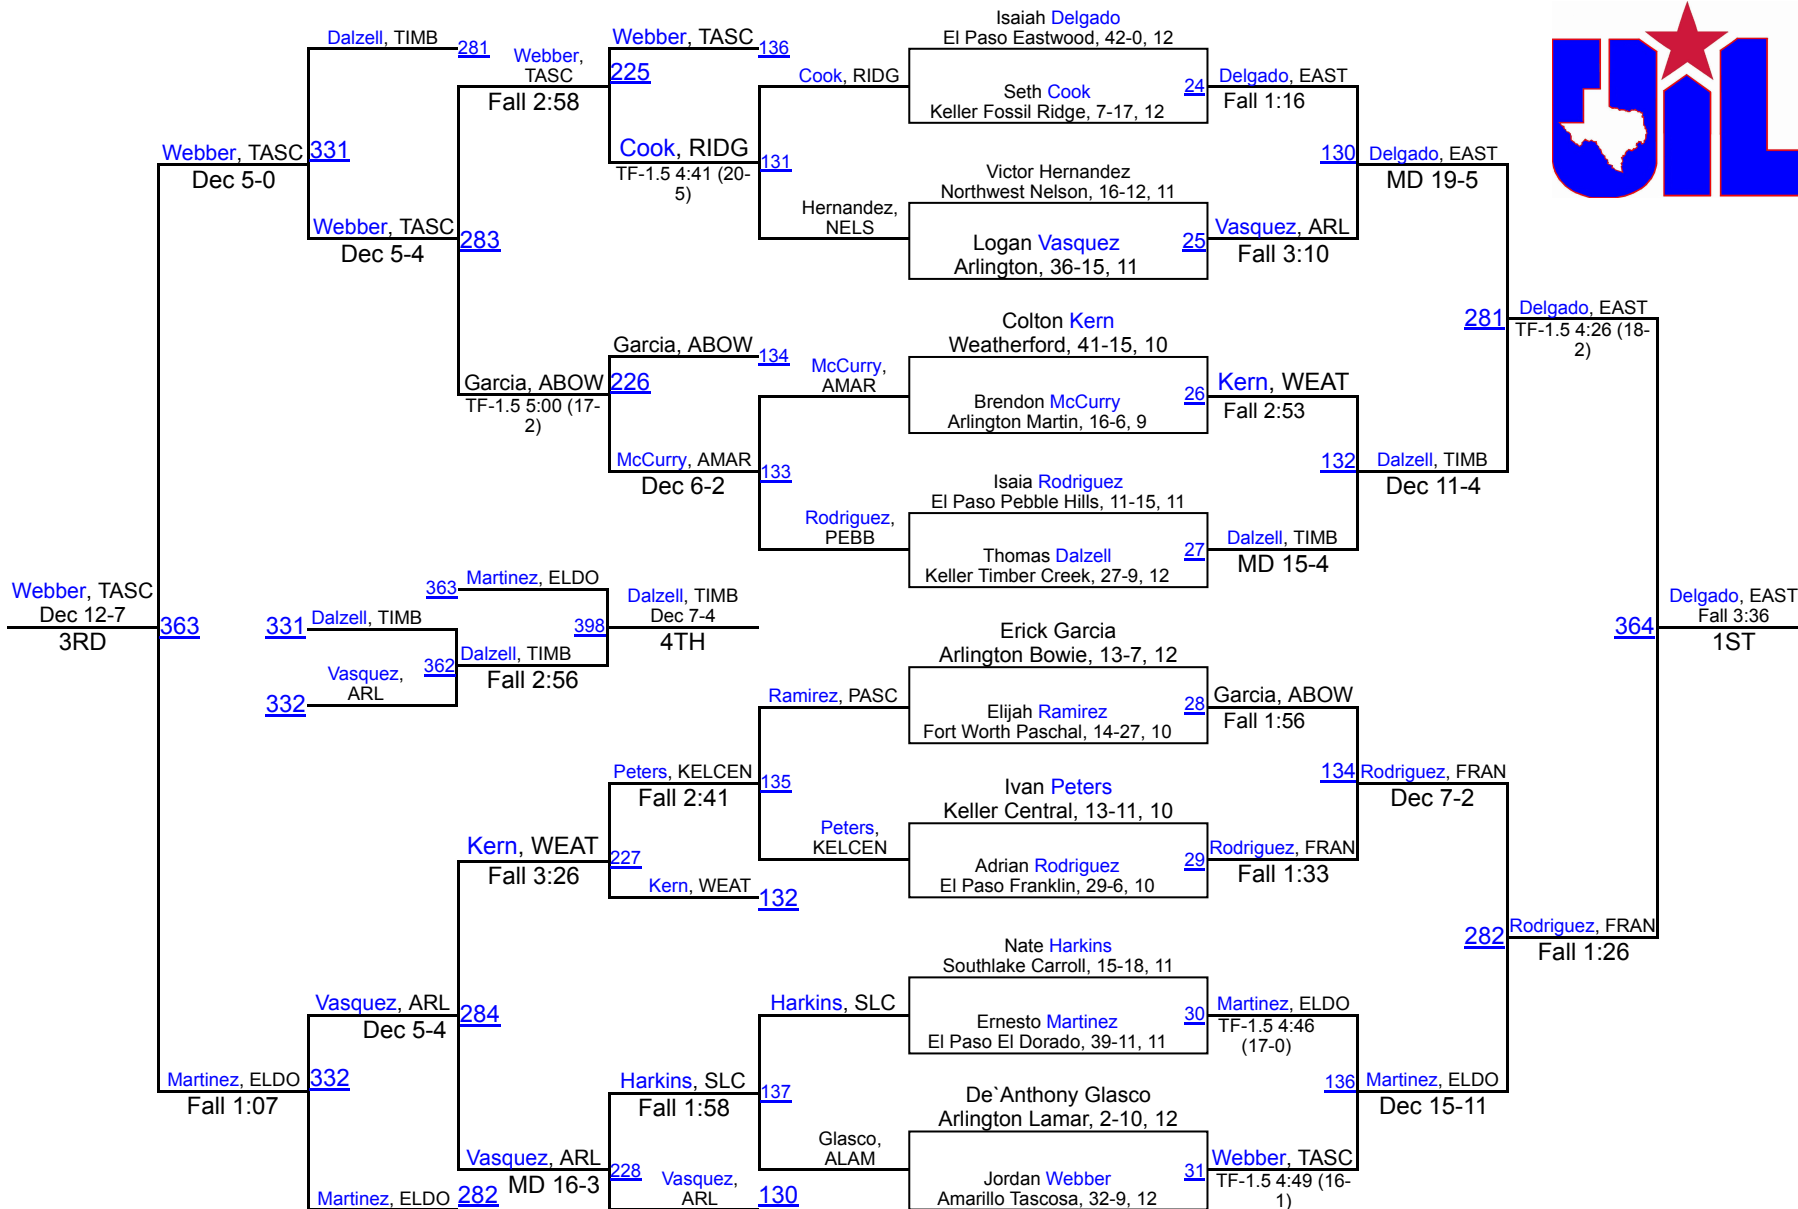 Isaiah Delgado
El Paso Eastwood, 42-0, 12
Seth Cook
Keller Fossil Ridge, 7-17, 12
24
Victor Hernandez
Northwest Nelson, 16-12, 11
Logan Vasquez
Arlington, 36-15, 11
25
Colton Kern
Weatherford, 41-15, 10
Brendon McCurry
Arlington Martin, 16-6, 9
26
Isaia Rodriguez
El Paso Pebble Hills, 11-15, 11
Thomas Dalzell
Keller Timber Creek, 27-9, 12
27
Erick Garcia
Arlington Bowie, 13-7, 12
Elijah Ramirez
Fort Worth Paschal, 14-27, 10
28
Ivan Peters
Keller Central, 13-11, 10
Adrian Rodriguez
El Paso Franklin, 29-6, 10
29
Nate Harkins
Southlake Carroll, 15-18, 11
Ernesto Martinez
El Paso El Dorado, 39-11, 11
30
De`Anthony Glasco
Arlington Lamar, 2-10, 12
Jordan Webber
Amarillo Tascosa, 32-9, 12
31
Delgado, EAST
Fall 1:16
Vasquez, ARL
Fall 3:10
130
Kern, WEAT
Fall 2:53
Dalzell, TIMB
MD 15-4
132
Garcia, ABOW
Fall 1:56
Rodriguez, FRAN
Fall 1:33
134
Martinez, ELDO
TF-1.5 4:46
(17-0)
Webber, TASC
TF-1.5 4:49 (16-
1)
136
Delgado, EAST
MD 19-5
Dalzell, TIMB
Dec 11-4
281
Rodriguez, FRAN
Dec 7-2
Martinez, ELDO
Dec 15-11
282
Delgado, EAST
TF-1.5 4:26 (18-
2)
Rodriguez, FRAN
Fall 1:26
364
Delgado, EAST
Fall 3:36
1ST
UIL
Cook, RIDG
Hernandez,
NELS
131
McCurry,
AMAR
Rodriguez,
PEBB
133
Ramirez, PASC
Peters,
KELCEN
135
Harkins, SLC
Glasco,
ALAM
137
Webber, TASC
136
Cook, RIDG
TF-1.5 4:41 (20-
5)
225
Garcia, ABOW
134
McCurry, AMAR
Dec 6-2
226
Peters, KELCEN
Fall 2:41
Kern, WEAT
132
227
Harkins, SLC
Fall 1:58
Vasquez,
ARL
130
228
Webber,
TASC
Fall 2:58
Garcia, ABOW
TF-1.5 5:00 (17-
2)
283
Kern, WEAT
Fall 3:26
Vasquez, ARL
MD 16-3
284
Dalzell, TIMB
281
Webber, TASC
Dec 5-4
331
Vasquez, ARL
Dec 5-4
Martinez, ELDO
282
332
Webber, TASC
Dec 5-0
Martinez, ELDO
Fall 1:07
363
Webber, TASC
Dec 12-7
3RD
331
Dalzell, TIMB
332
Vasquez,
ARL
362
363
Martinez, ELDO
Dalzell, TIMB
Fall 2:56
398
Dalzell, TIMB
Dec 7-4
4TH